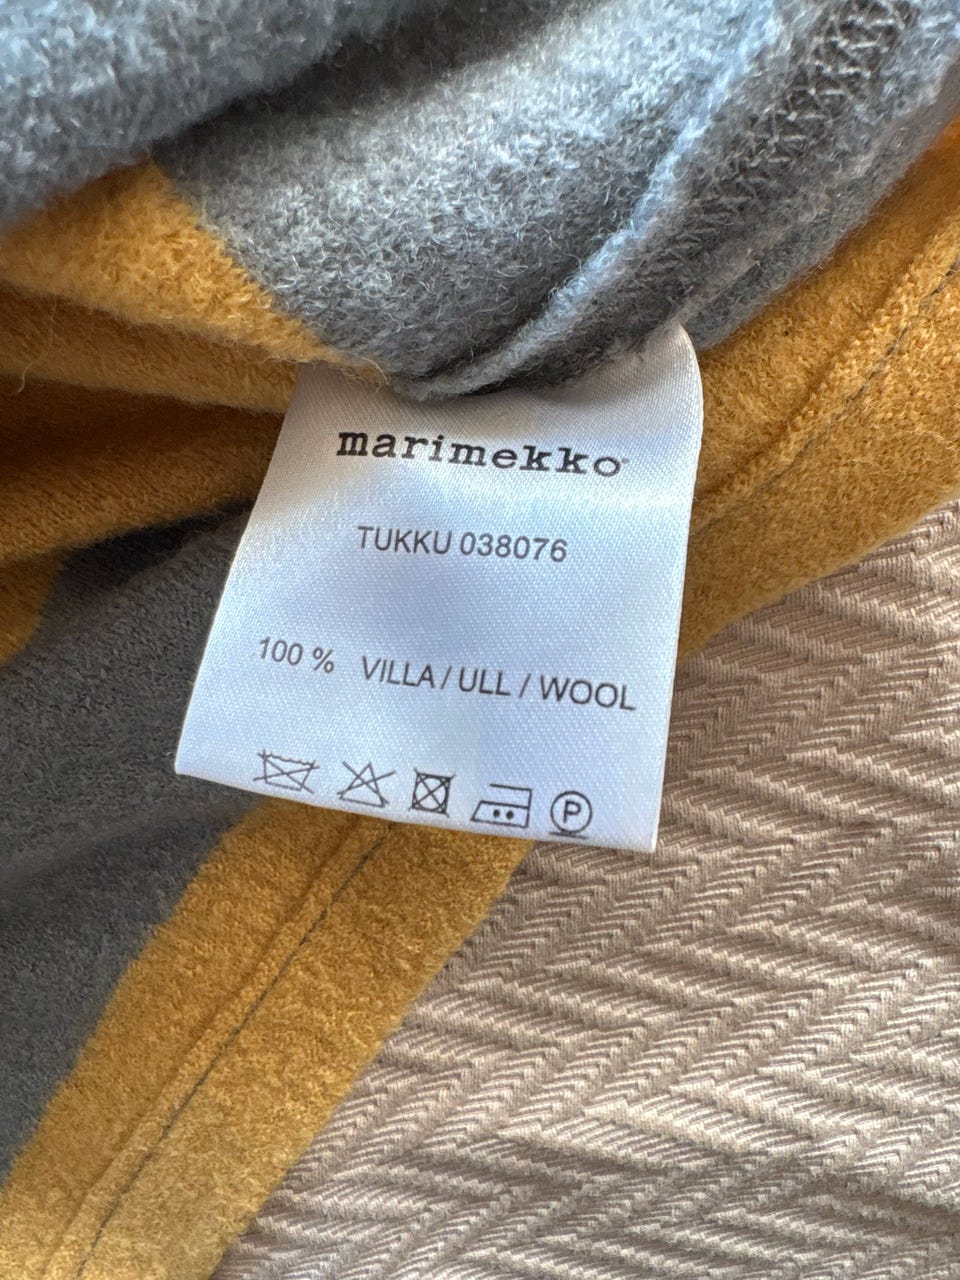 marimekko®
TUKKU 038076
100 % VILLA / ULL / WOOL
P